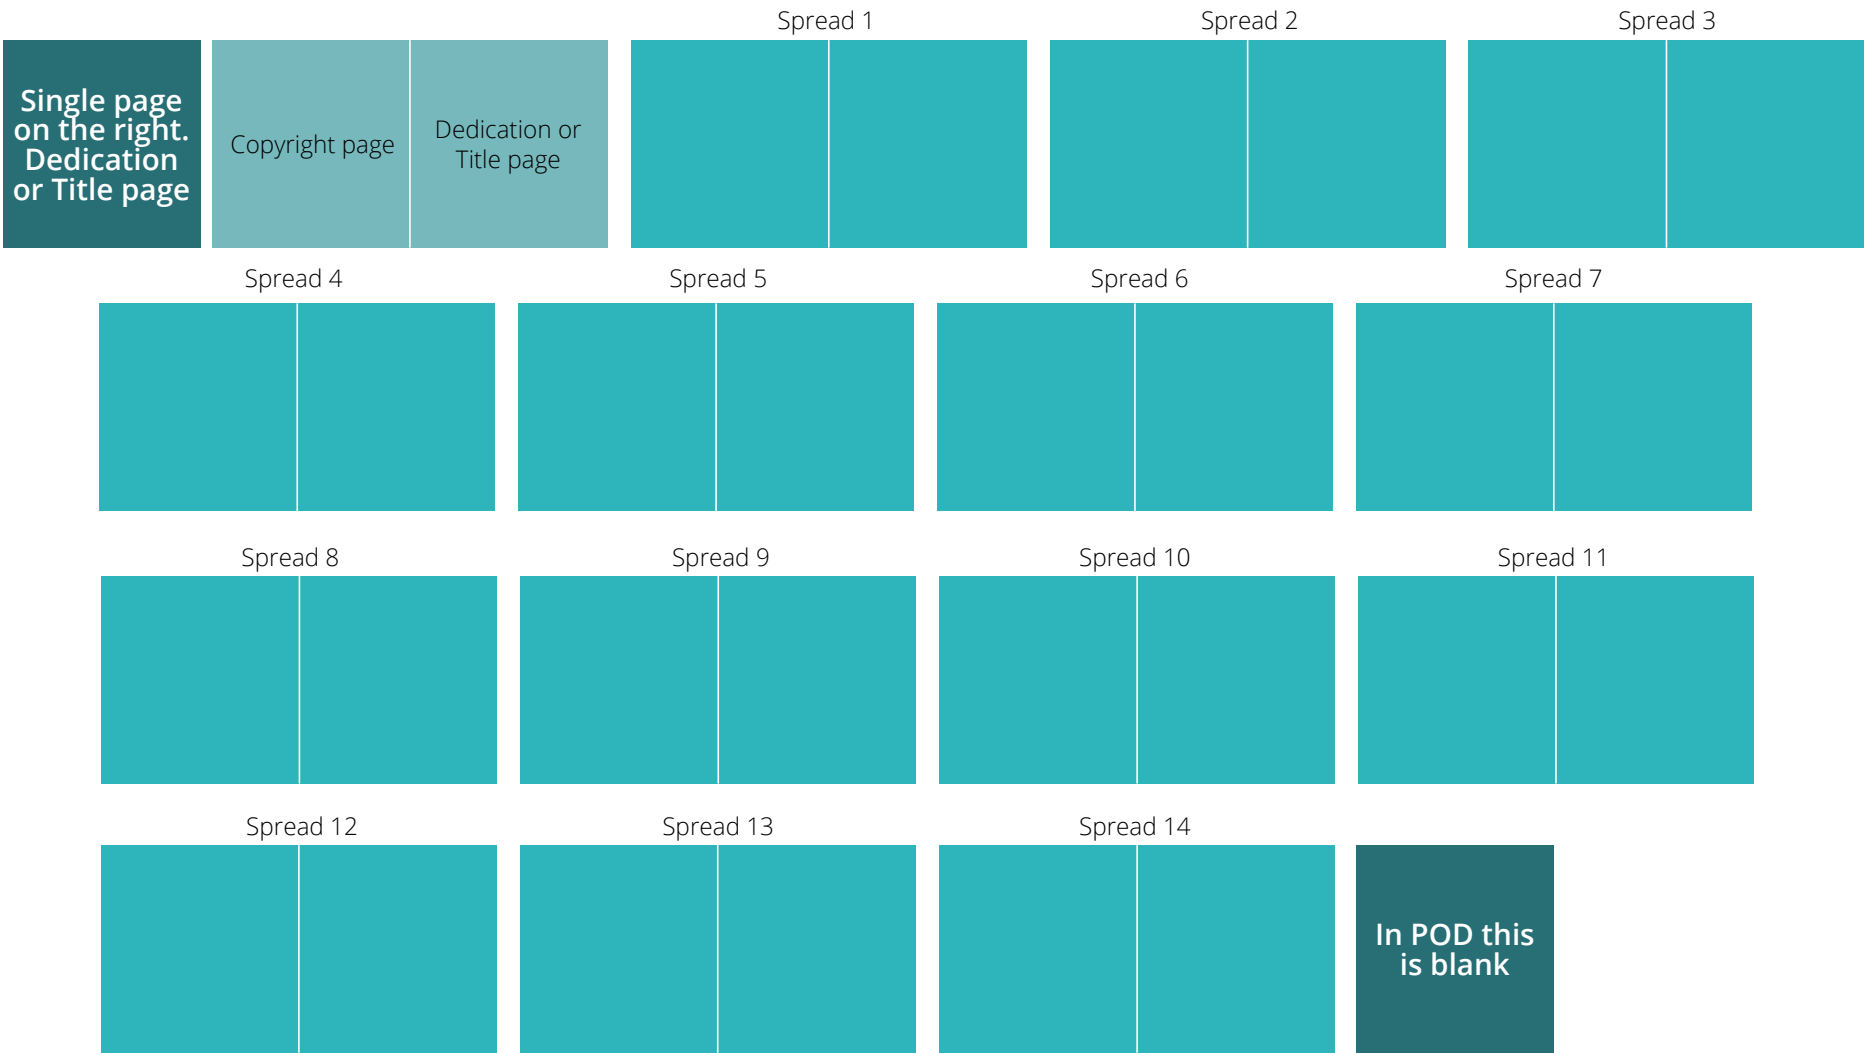 Spread 1
Spread 2
Spread 3
Single page
on the right.
Dedication
or Title page
Copyright page
Dedication or
Title page
Spread 4
Spread 5
Spread 6
Spread 7
Spread 8
Spread 9
Spread 10
Spread 11
Spread 12
Spread 13
Spread 14
In POD this
is blank